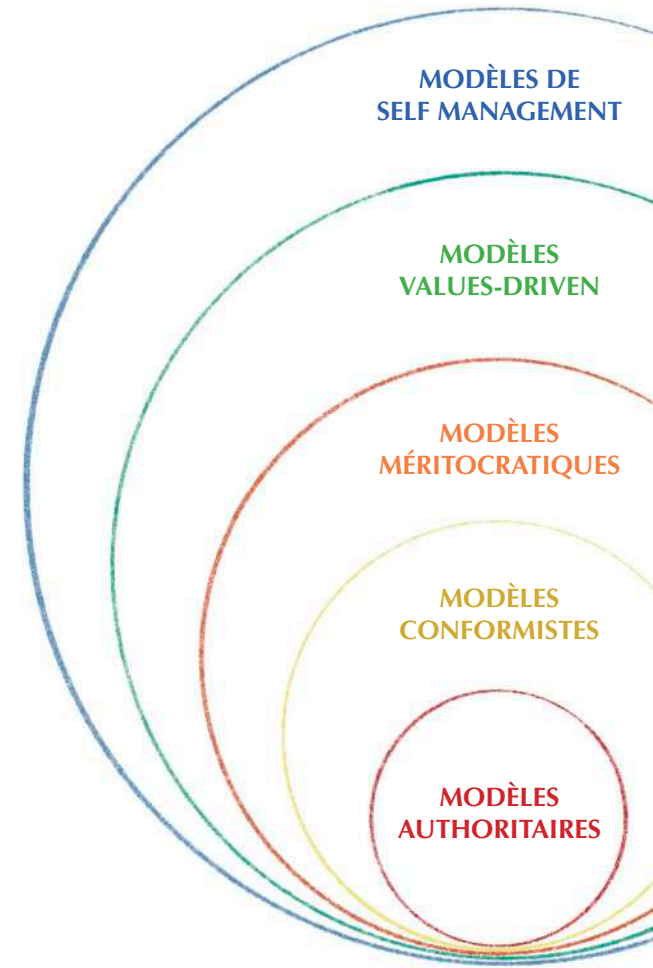 MODÈLES DE
SELF MANAGEMENT
MODÈLES
VALUES-DRIVEN
MODÈLES
MÉRITOCRATIQUES
MODÈLES
CONFORMISTES
MODÈLES
AUTHORITAIRES